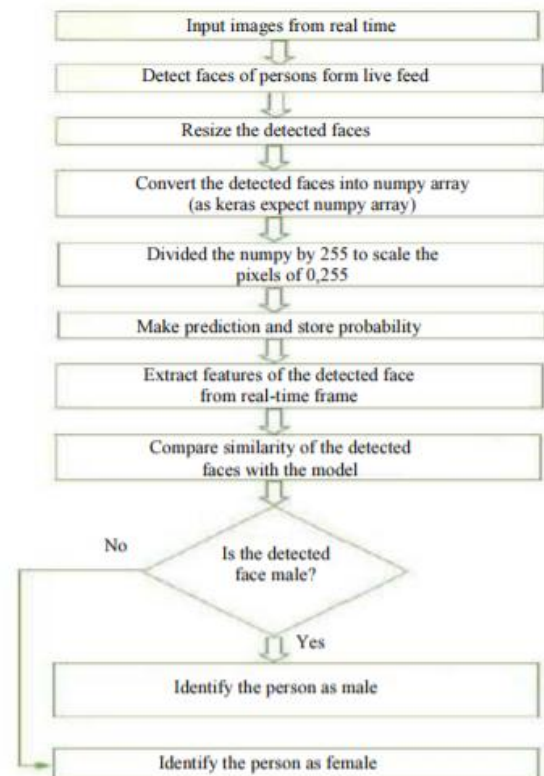 Input images from real time
Detect faces of persons form live feed
Resize the detected faces
Convert the detected faces into numpy array
(as keras expect numpy array)
Divided the numpy by 255 to scale the
pixels of 0,255
Make prediction and store probability
Extract features of the detected face
from real-time frame
Compare similarity of the detected
faces with the model
No
Is the detected
face male?
Yes
Identify the person as male
Identify the person as female